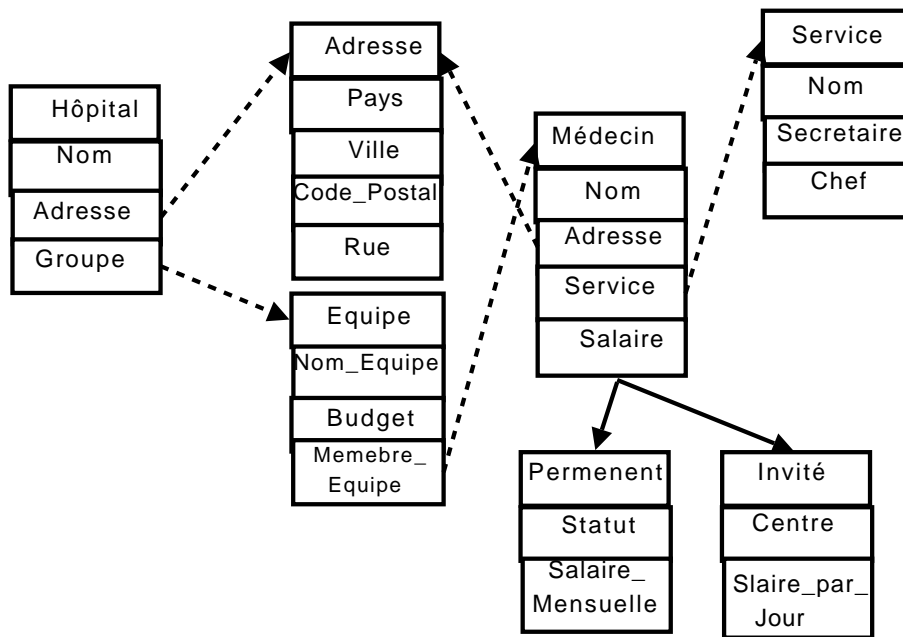 Hôpital
Nom
Adresse
Groupe
Adresse
Pays
Ville
Code_Postal
Rue
Equipe
Nom_Equipe
Budget
Memebre_
Equipe
Médecin
Nom
Adresse
Service
Salaire
Service
Nom
Secretaire
Chef
Permenent
Statut
Salaire_
Mensuelle
Invité
Centre
Slaire_par_
Jour